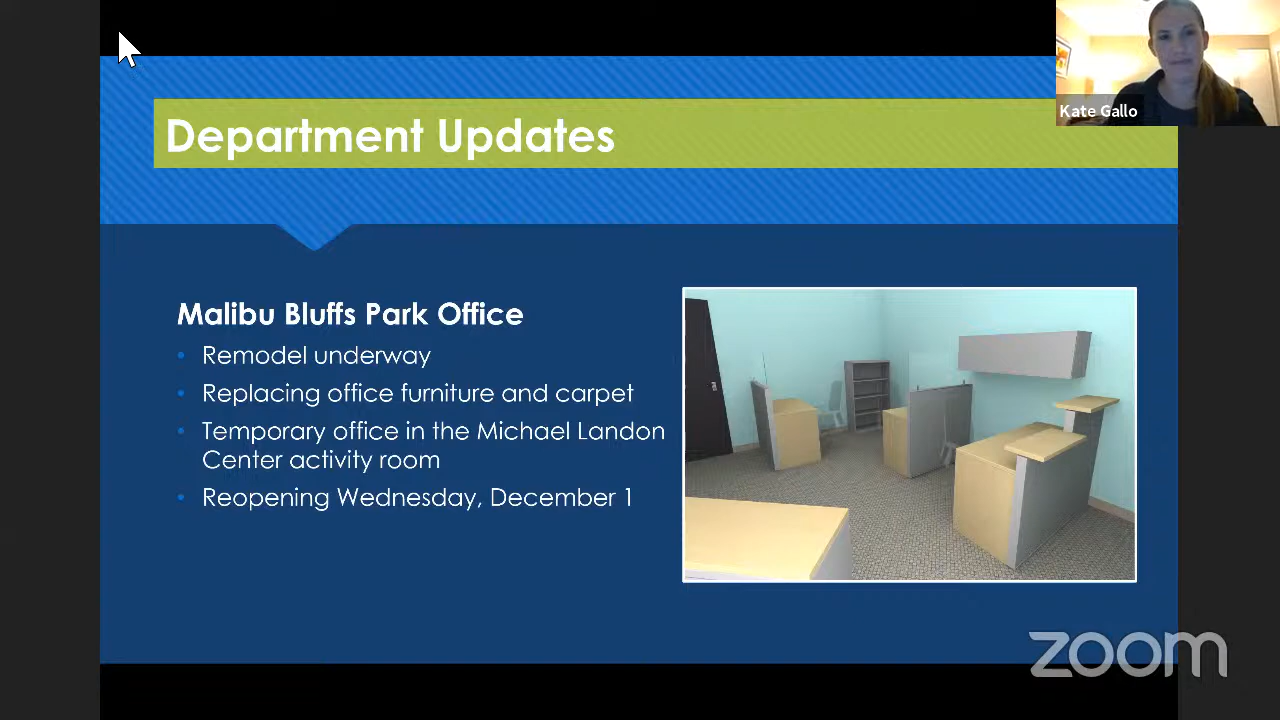 Kate Gallo
Department Updates
Malibu Bluffs Park Office
• Remodel underway
• Replacing office furniture and carpet
• Temporary office in the Michael Landon
Center activity room
• Reopening Wednesday, December 1
zoom